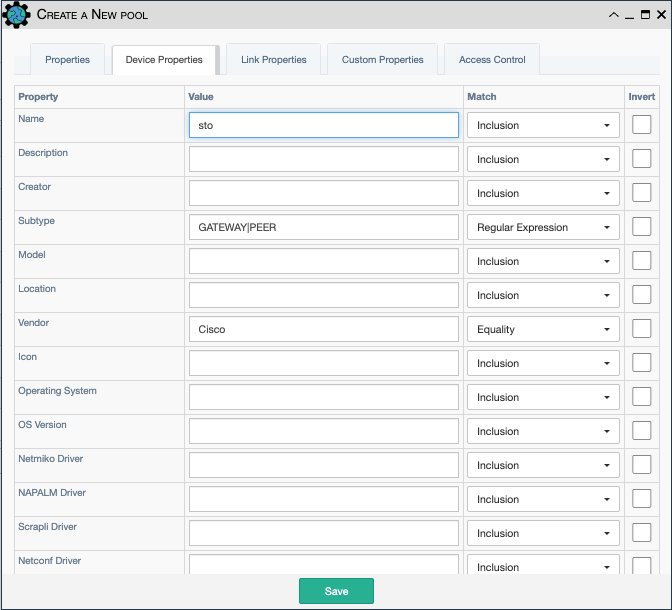 Create a New pool
Properties Device Properties Link Properties Custom Properties Access Control
Property Value Match Invert
Name sto Inclusion
Description Inclusion
Creator Inclusion
Subtype GATEWAY|PEER Regular Expression
Model Inclusion
Location Inclusion
Vendor Cisco Equality
Icon Inclusion
Operating System Inclusion
OS Version Inclusion
Netmiko Driver Inclusion
NAPALM Driver Inclusion
Scrapli Driver Inclusion
Netconf Driver Inclusion
Save